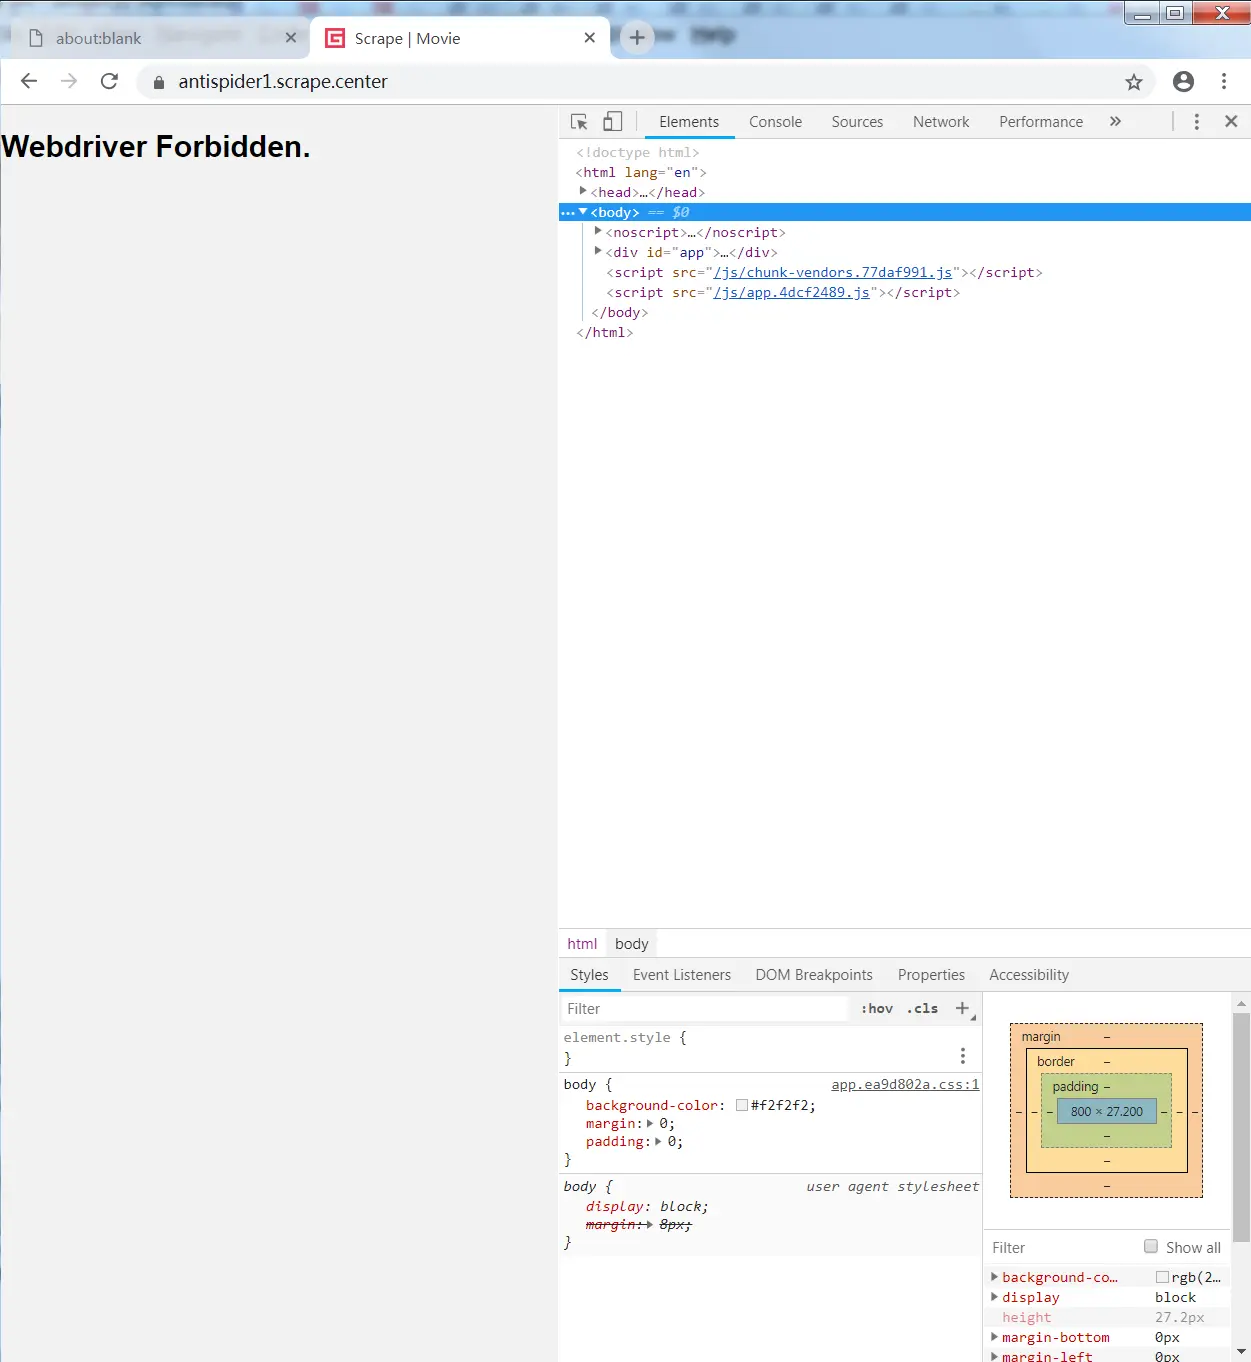 about:blank
Scrape | Movie
Help
antispider1.scrape.center
Webdriver Forbidden.
Elements Console Sources Network Performance »
<!doctype html>
<html lang="en">
<head>…</head>
<body> == $0
<noscript>…</noscript>
<div id="app">…</div>
<script src="/js/chunk-vendors.77daf991.js"></script>
<script src="/js/app.4dcf2489.js"></script>
</body>
</html>
html body
Styles Event Listeners DOM Breakpoints Properties Accessibility
Filter :hov .cls +
element.style {
}
body { app.ea9d802a.css:1
background-color: #f2f2f2;
margin: 0;
padding: 0;
}
body { user agent stylesheet
display: block;
margin: 8px;
}
margin –
border –
padding –
– – – 800 × 27.200 – – –
–
–
–
Filter Show all
background-co… rgb(2…
display block
height 27.2px
margin-bottom 0px
margin-left 0px